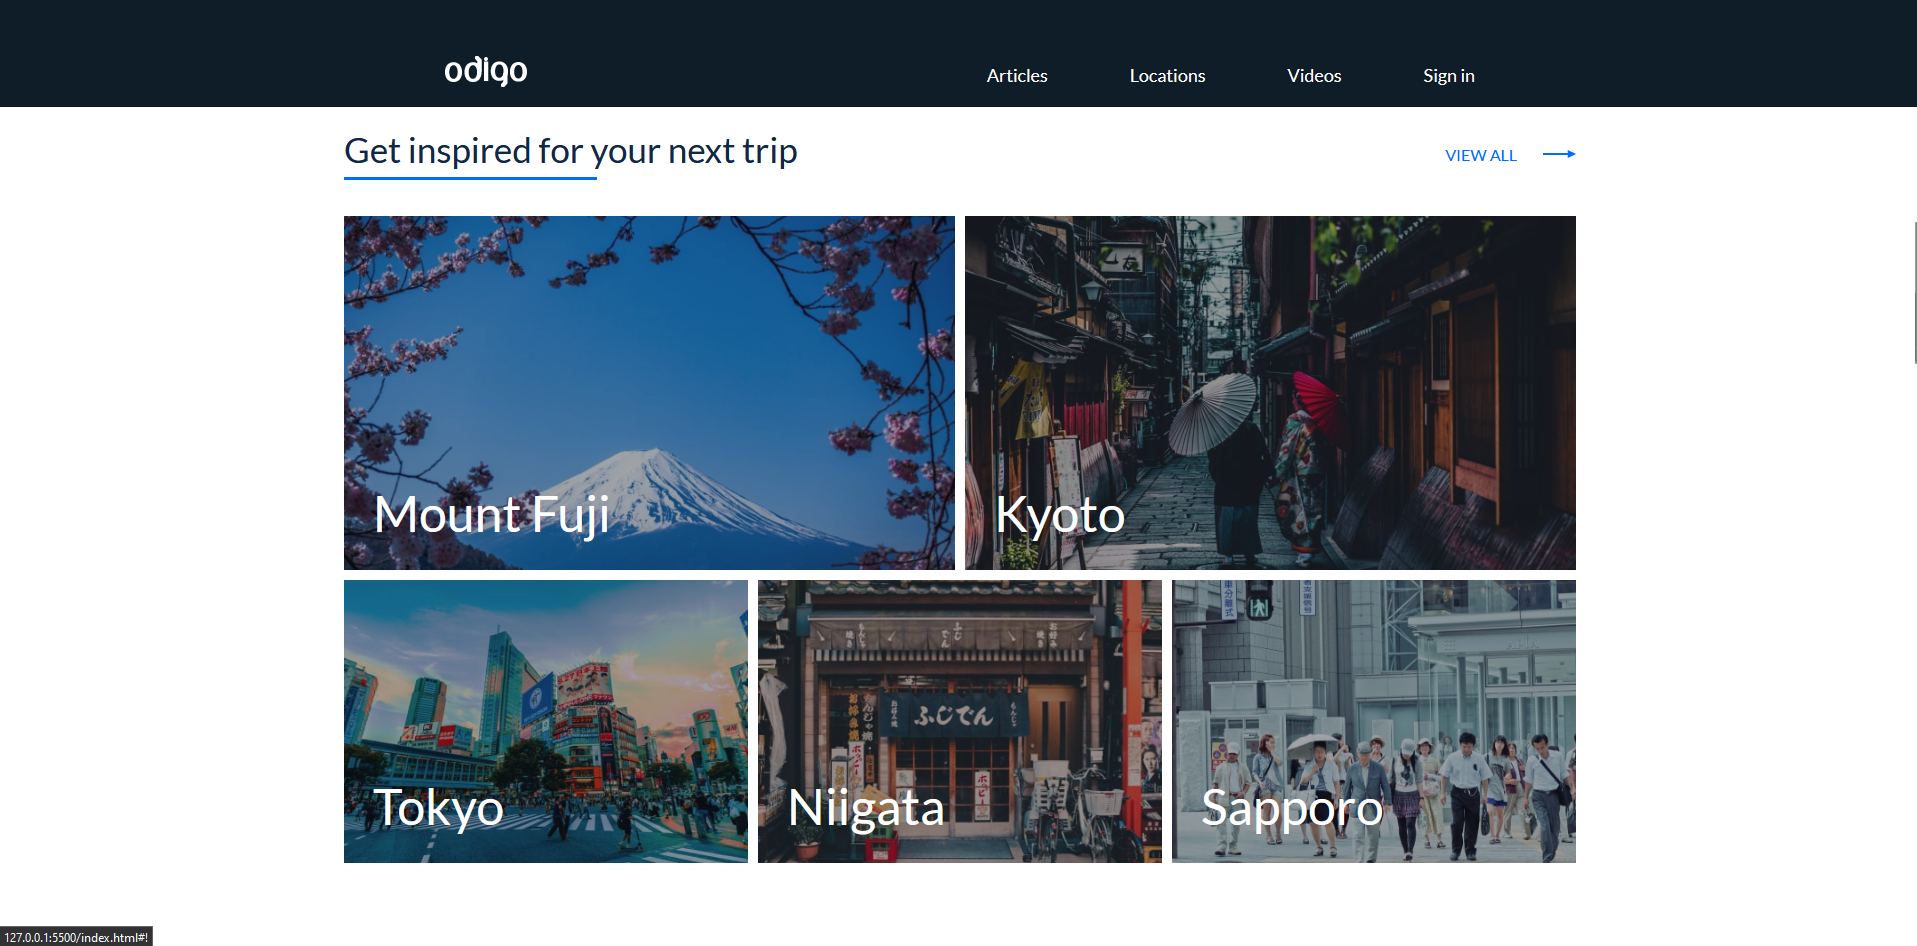 odigo
Articles Locations Videos Sign in
Get inspired for your next trip
VIEW ALL
Mount Fuji
Kyoto
ふじでん
Tokyo
Niigata
Sapporo
127.0.0.1:5500/index.html#!